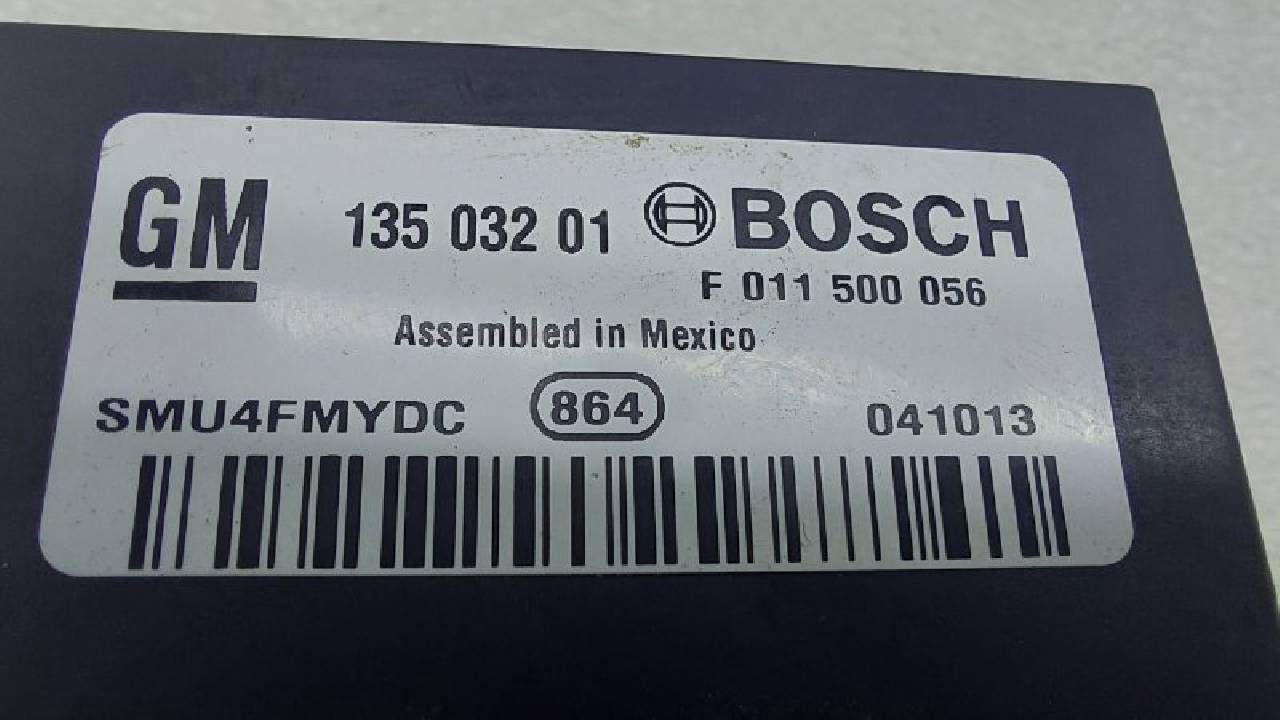 GM 135 032 01 BOSCH
F 011 500 056
Assembled in Mexico
SMU4FMYDC 864 041013